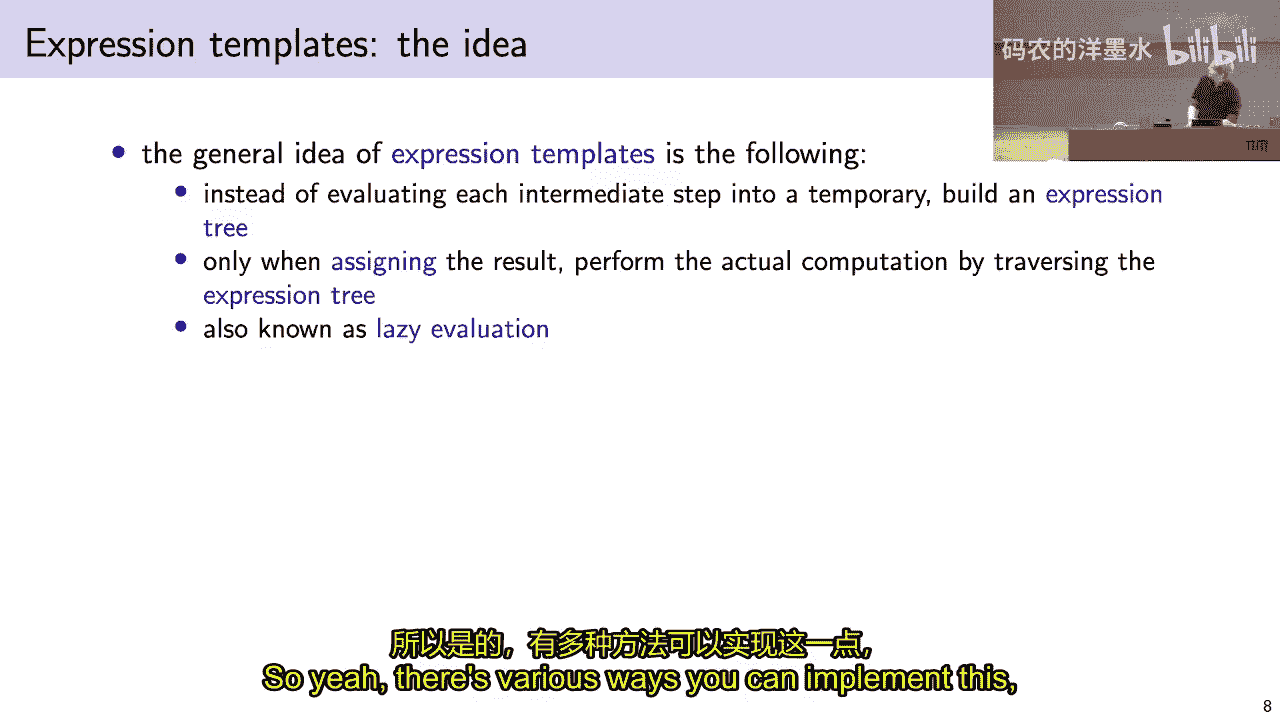 Expression templates: the idea
码农的洋墨水 bilibili
• the general idea of expression templates is the following:
• instead of evaluating each intermediate step into a temporary, build an expression
tree
• only when assigning the result, perform the actual computation by traversing the
expression tree
• also known as lazy evaluation
所以是的，有多种方法可以实现这一点，
So yeah, there's various ways you can implement this,
8